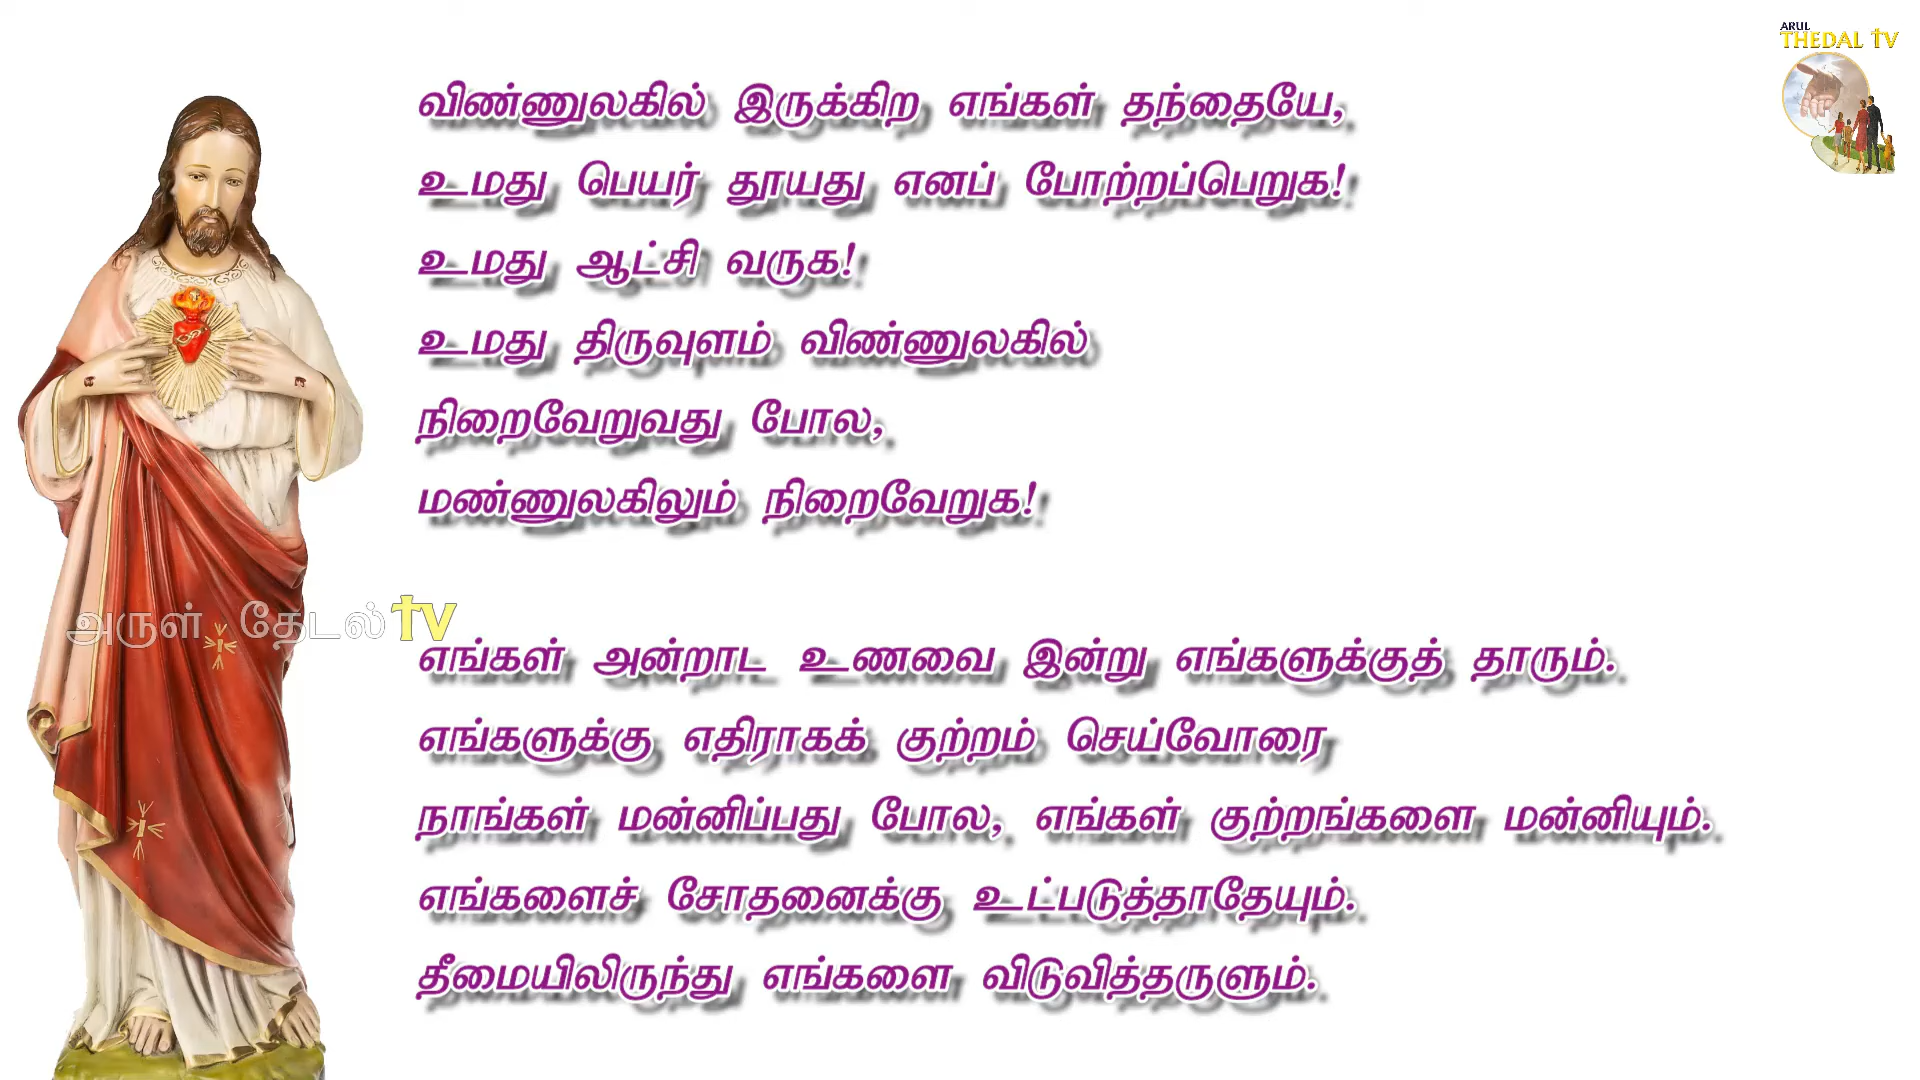 ARUL
THEDAL TV
விண்ணுலகில் இருக்கிற எங்கள் தந்தையே,
உமது பெயர் தூயது எனப் போற்றப்பெறுக!
உமது ஆட்சி வருக!
உமது திருவுளம் விண்ணுலகில்
நிறைவேறுவது போல,
மண்ணுலகிலும் நிறைவேறுக!
அருள் தேடல் TV
எங்கள் அன்றாட உணவை இன்று எங்களுக்குத் தாரும்.
எங்களுக்கு எதிராகக் குற்றம் செய்வோரை
நாங்கள் மன்னிப்பது போல, எங்கள் குற்றங்களை மன்னியும்.
எங்களைச் சோதனைக்கு உட்படுத்தாதேயும்.
தீமையிலிருந்து எங்களை விடுவித்தருளும்.